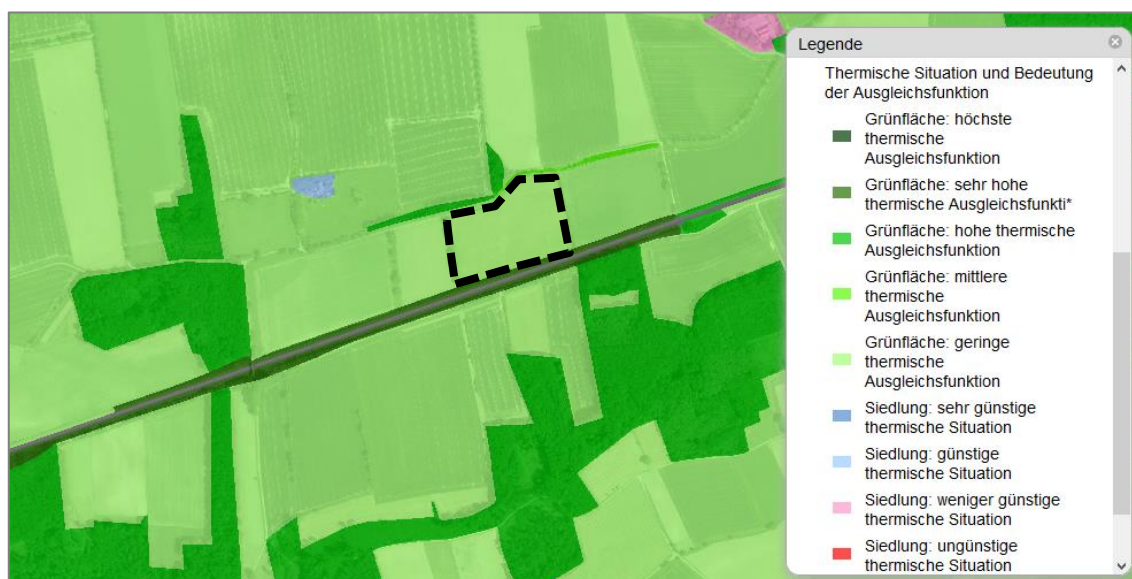 Legende
Thermische Situation und Bedeutung
der Ausgleichsfunktion
Grünfläche: höchste
thermische
Ausgleichsfunktion
Grünfläche: sehr hohe
thermische Ausgleichsfunkti*
Grünfläche: hohe thermische
Ausgleichsfunktion
Grünfläche: mittlere
thermische
Ausgleichsfunktion
Grünfläche: geringe
thermische
Ausgleichsfunktion
Siedlung: sehr günstige
thermische Situation
Siedlung: günstige
thermische Situation
Siedlung: weniger günstige
thermische Situation
Siedlung: ungünstige
thermische Situation